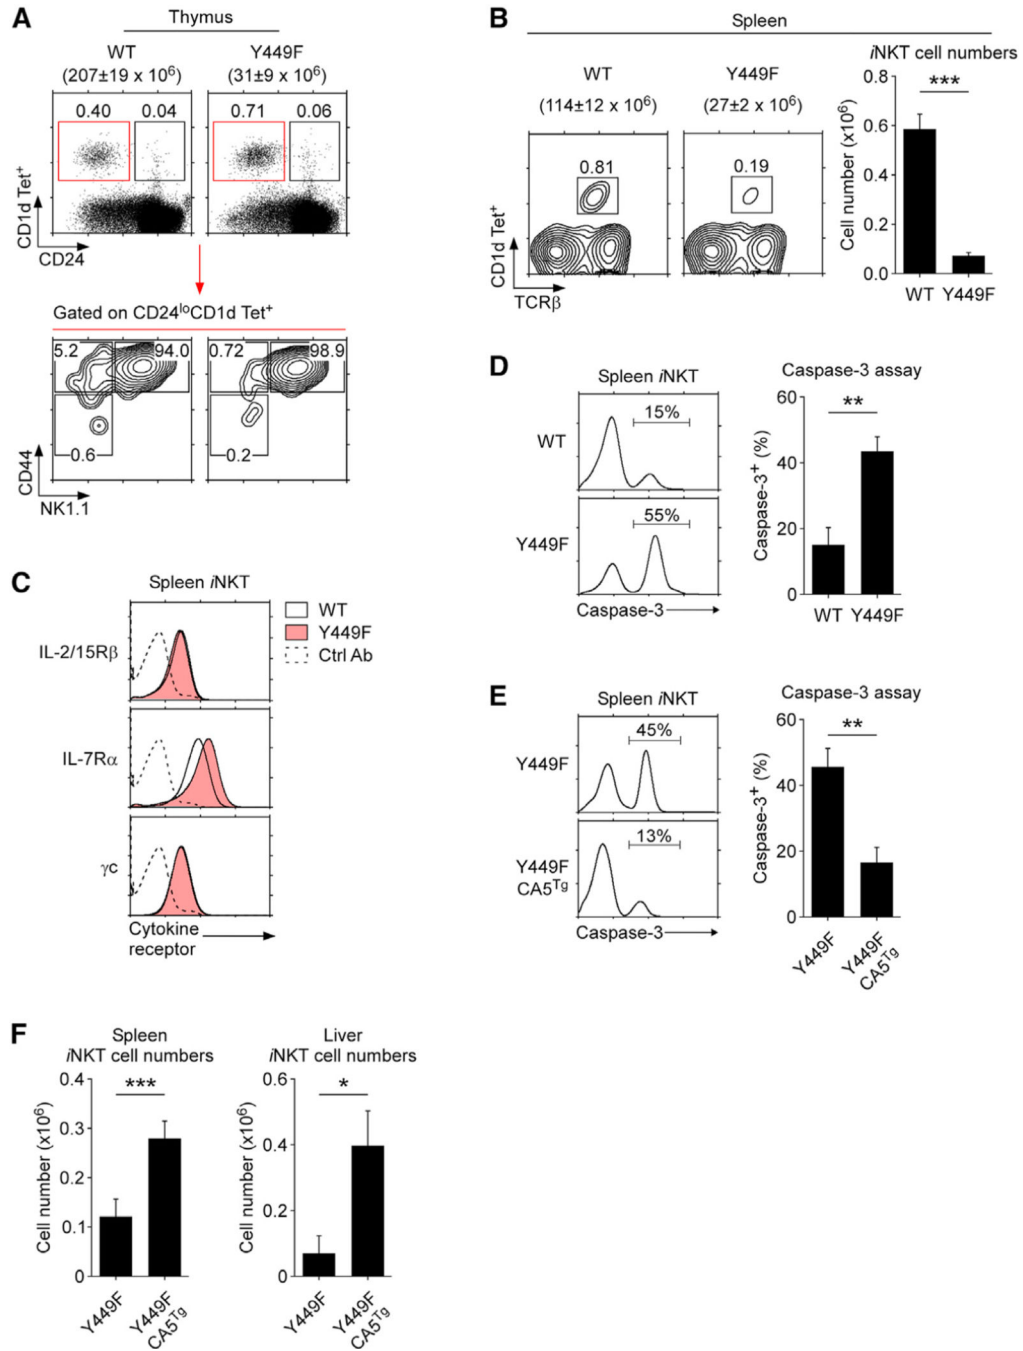 A
Thymus
WT
Y449F
(207±19 x 10⁶)
(31±9 x 10⁶)
0.40
0.04
0.71
0.06
CD1d Tet⁺
CD24
Gated on CD24ˡᵒCD1d Tet⁺
5.2
94.0
0.72
98.9
0.6
0.2
CD44
NK1.1
B
Spleen
WT
Y449F
(114±12 x 10⁶)
(27±2 x 10⁶)
0.81
0.19
CD1d Tet⁺
TCRβ
iNKT cell numbers
0.8
***
0.6
0.4
0.2
0.0
Cell number (x10⁶)
WT Y449F
C
Spleen iNKT
WT
Y449F
Ctrl Ab
IL-2/15Rβ
IL-7Rα
γc
Cytokine
receptor
D
Spleen iNKT
WT
15%
Y449F
55%
Caspase-3
Caspase-3 assay
60
**
40
20
0
Caspase-3⁺ (%)
WT Y449F
E
Spleen iNKT
Y449F
45%
Y449F
CA5ᵀᵍ
13%
Caspase-3
Caspase-3 assay
60
**
40
20
0
Caspase-3⁺ (%)
Y449F
Y449F
CA5ᵀᵍ
F
Spleen
iNKT cell numbers
0.4
***
0.3
0.2
0.1
0
Cell number (x10⁶)
Y449F
Y449F
CA5ᵀᵍ
Liver
iNKT cell numbers
0.6
*
0.4
0.2
0
Cell number (x10⁶)
Y449F
Y449F
CA5ᵀᵍ